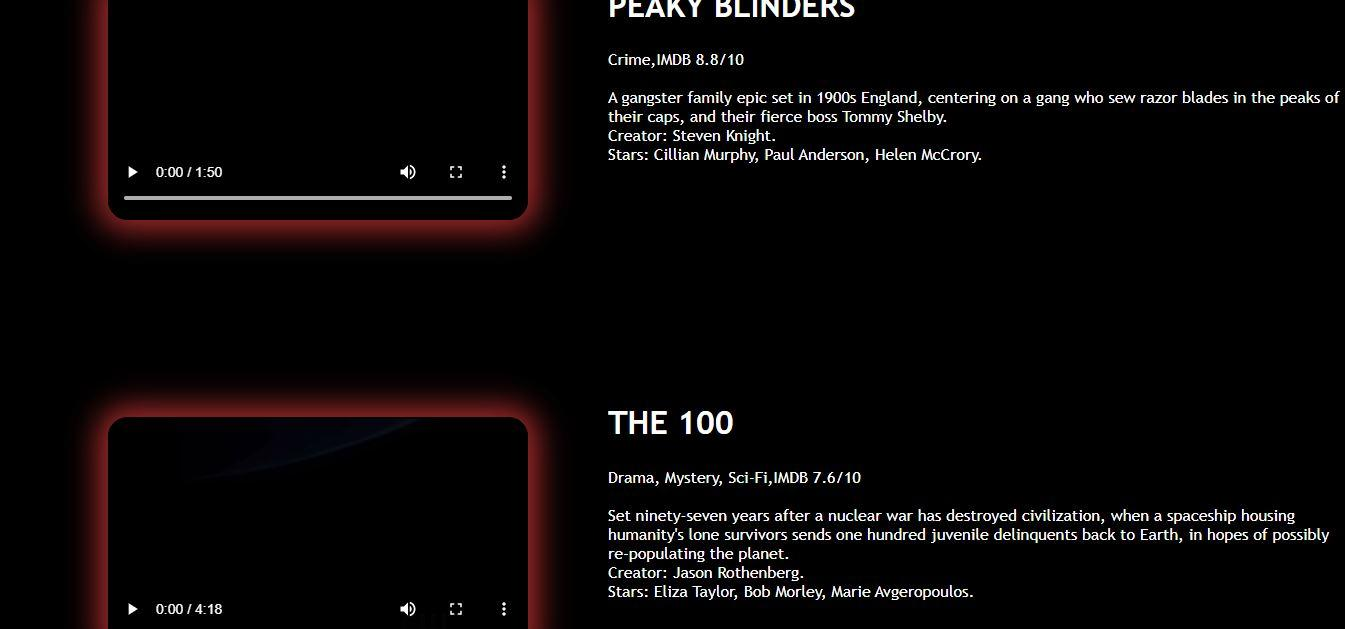 PEAKY BLINDERS
Crime,IMDB 8.8/10
A gangster family epic set in 1900s England, centering on a gang who sew razor blades in the peaks of
their caps, and their fierce boss Tommy Shelby.
Creator: Steven Knight.
Stars: Cillian Murphy, Paul Anderson, Helen McCrory.
0:00 / 1:50
THE 100
Drama, Mystery, Sci-Fi,IMDB 7.6/10
Set ninety-seven years after a nuclear war has destroyed civilization, when a spaceship housing
humanity's lone survivors sends one hundred juvenile delinquents back to Earth, in hopes of possibly
re-populating the planet.
Creator: Jason Rothenberg.
Stars: Eliza Taylor, Bob Morley, Marie Avgeropoulos.
0:00 / 4:18